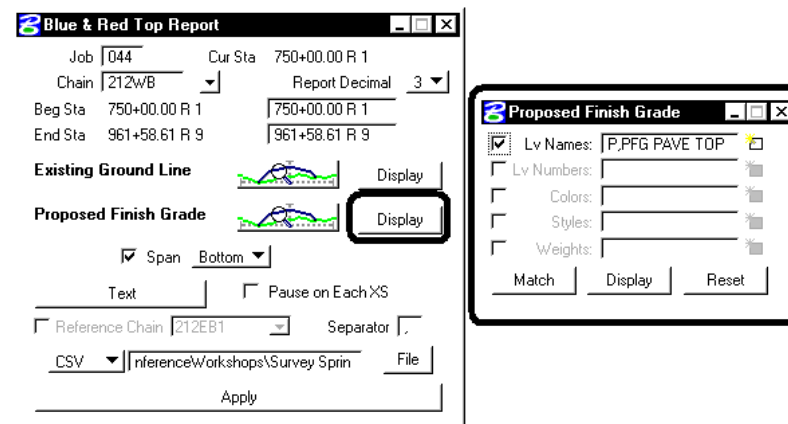 Blue & Red Top Report
Job 044 Cur Sta 750+00.00 R 1
Chain 212WB Report Decimal 3
Beg Sta 750+00.00 R 1 750+00.00 R 1
End Sta 961+58.61 R 9 961+58.61 R 9
Existing Ground Line Display
Proposed Finish Grade Display
Span Bottom
Text Pause on Each XS
Reference Chain 212EB1 Separator ,
CSV nferenceWorkshops\Survey Sprin File
Apply
Proposed Finish Grade
Lv Names: P,PFG PAVE TOP
Lv Numbers:
Colors:
Styles:
Weights:
Match Display Reset